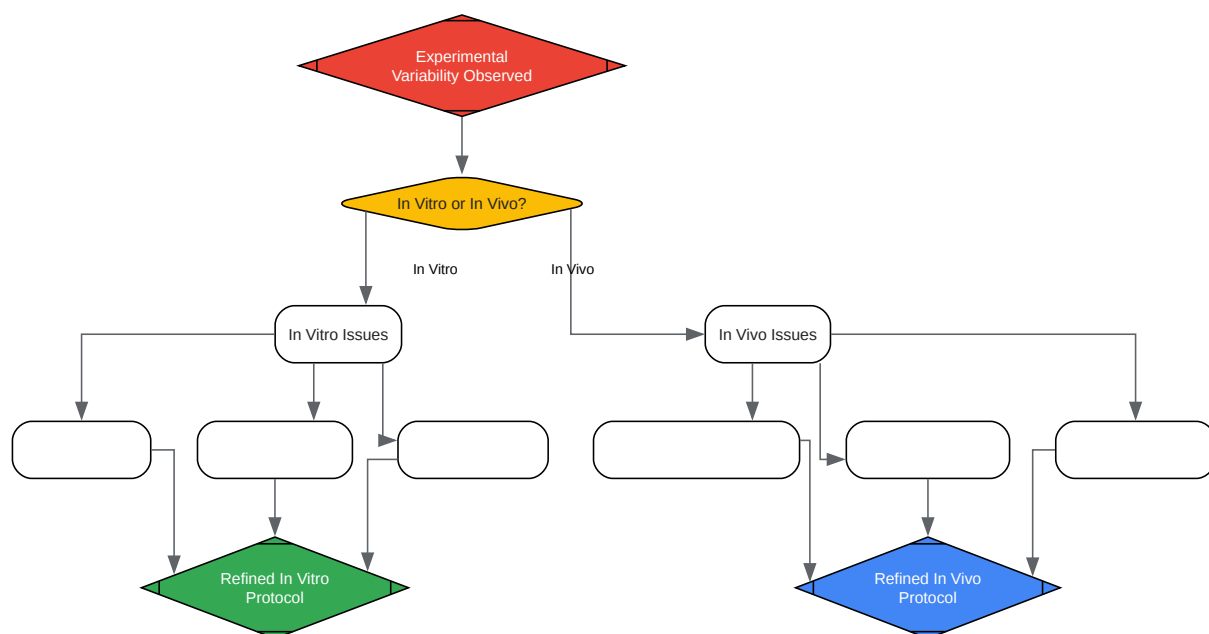 Experimental
Variability Observed
In Vitro or In Vivo?
In Vitro
In Vivo
In Vitro Issues
In Vivo Issues
Refined In Vitro
Protocol
Refined In Vivo
Protocol